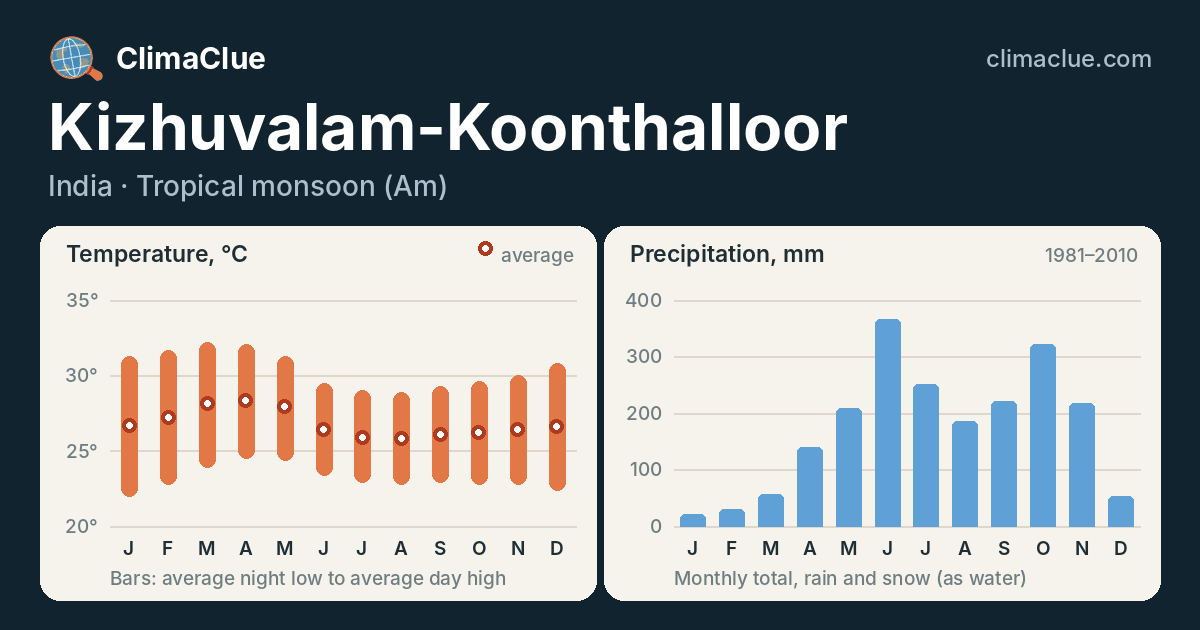 ClimaClue
climaclue.com
Kizhuvalam-Koonthalloor
India · Tropical monsoon (Am)
Temperature, °C
average
35°
30°
25°
20°
J F M A M J J A S O N D
Bars: average night low to average day high
Precipitation, mm
1981–2010
400
300
200
100
0
J F M A M J J A S O N D
Monthly total, rain and snow (as water)